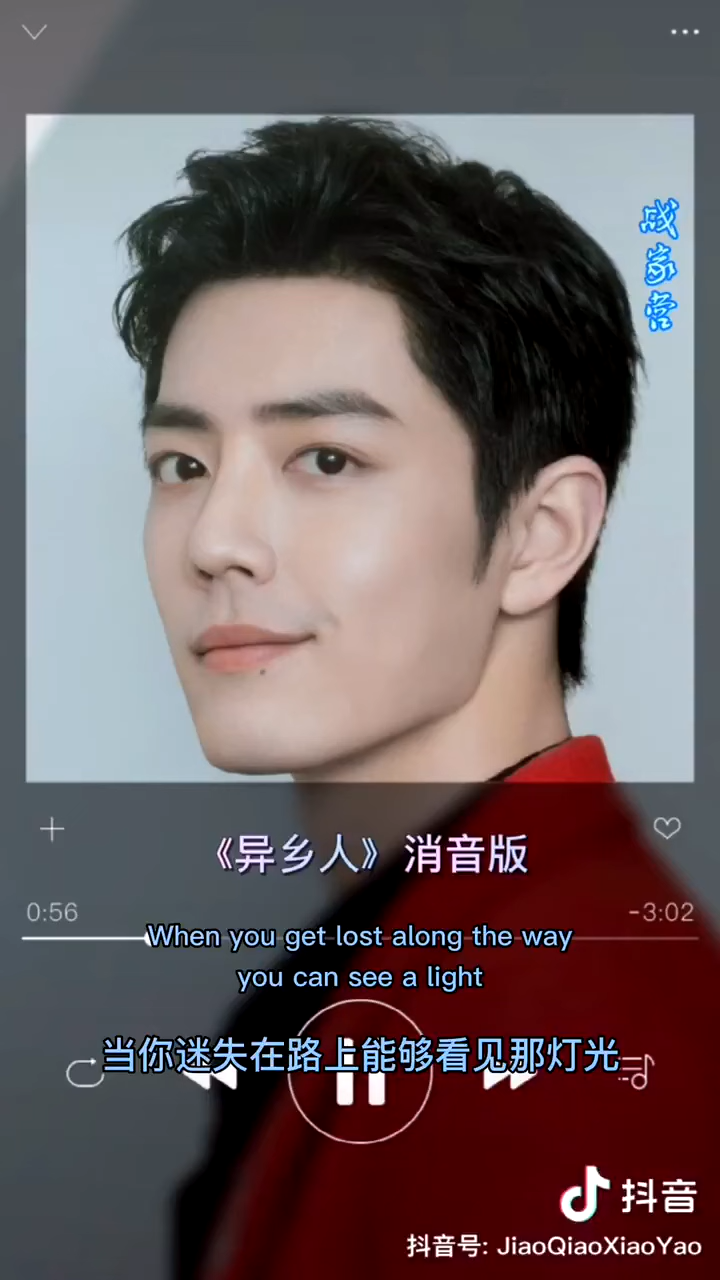 战家营
《异乡人》消音版
0:56
-3:02
When you get lost along the way
you can see a light
当你迷失在路上能够看见那灯光
抖音
抖音号: JiaoQiaoXiaoYao